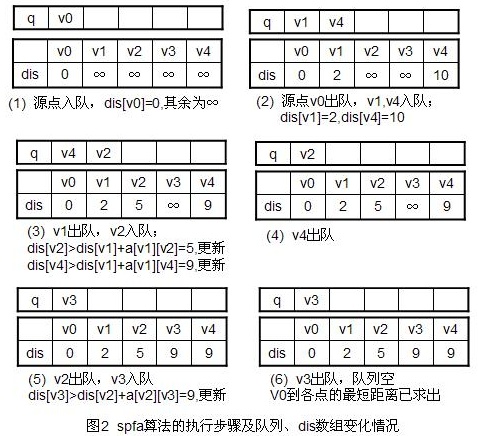 q v0
v0 v1 v2 v3 v4
dis 0 ∞ ∞ ∞ ∞
(1) 源点入队，dis[v0]=0,其余为∞
q v1 v4
v0 v1 v2 v3 v4
dis 0 2 ∞ ∞ 10
(2) 源点v0出队，v1,v4入队；
dis[v1]=2,dis[v4]=10
q v4 v2
v0 v1 v2 v3 v4
dis 0 2 5 ∞ 9
(3) v1出队，v2入队；
dis[v2]>dis[v1]+a[v1][v2]=5,更新
dis[v4]>dis[v1]+a[v1][v4]=9,更新
q v2
v0 v1 v2 v3 v4
dis 0 2 5 ∞ 9
(4) v4出队
q v3
v0 v1 v2 v3 v4
dis 0 2 5 9 9
(5) v2出队，v3入队
dis[v3]>dis[v2]+a[v2][v3]=9,更新
q v3
v0 v1 v2 v3 v4
dis 0 2 5 9 9
(6) v3出队，队列空
V0到各点的最短距离已求出
图2 spfa算法的执行步骤及队列、dis数组变化情况